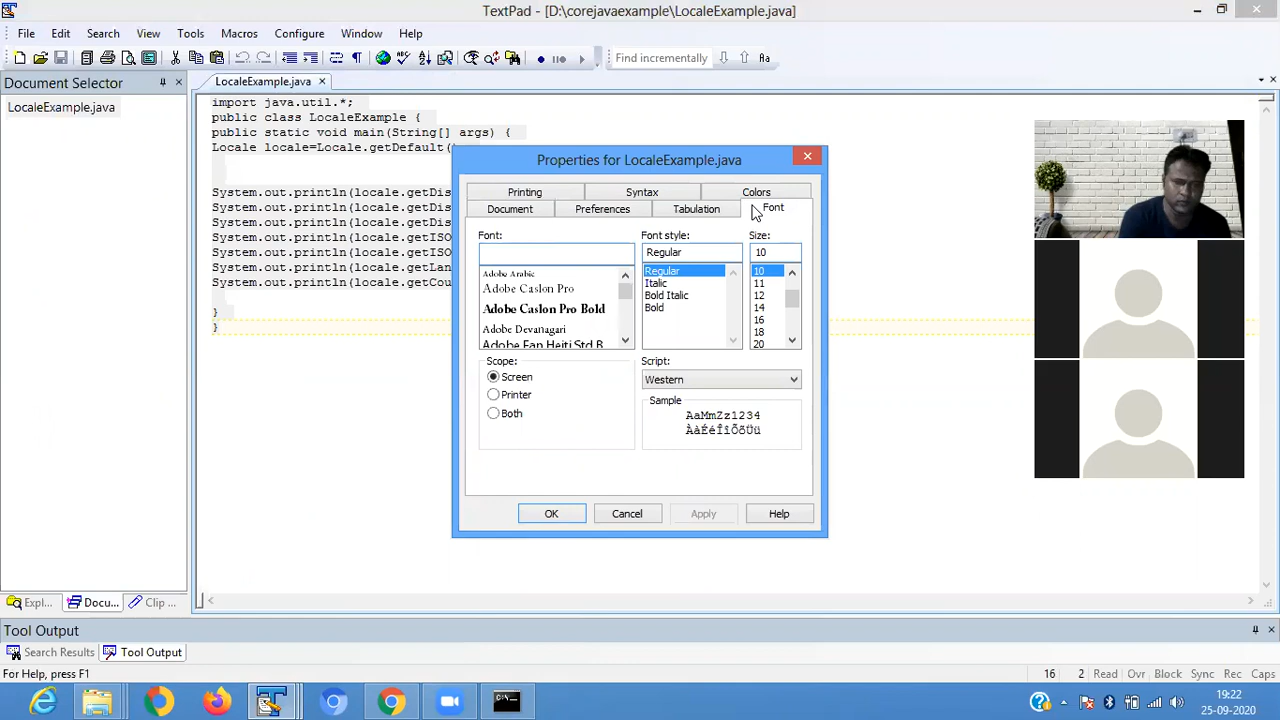 TextPad - [D:\corejavaexample\LocaleExample.java]
File Edit Search View Tools Macros Configure Window Help
Find incrementally
Document Selector
LocaleExample.java
LocaleExample.java
import java.util.*;
public class LocaleExample {
public static void main(String[] args) {
Locale locale=Locale.getDefault(
System.out.println(locale.getDis
System.out.println(locale.getDis
System.out.println(locale.getDis
System.out.println(locale.getISO
System.out.println(locale.getISO
System.out.println(locale.getLan
System.out.println(locale.getCou
}
}
Properties for LocaleExample.java
Printing Syntax Colors
Document Preferences Tabulation Font
Font: Font style: Size:
Regular 10
Adobe Arabic
Adobe Caslon Pro
Adobe Caslon Pro Bold
Adobe Devanagari
Adobe Fan Heiti Std B
Regular
Italic
Bold Italic
Bold
10
11
12
14
16
18
20
Scope:
Screen
Printer
Both
Script:
Western
Sample
AaMmZz1234
ÀàÉéÎîÕõÜü
OK Cancel Apply Help
Expl... Docu... Clip ...
Tool Output
Search Results Tool Output
For Help, press F1
16 2 Read Ovr Block Sync Rec Caps
19:22
25-09-2020